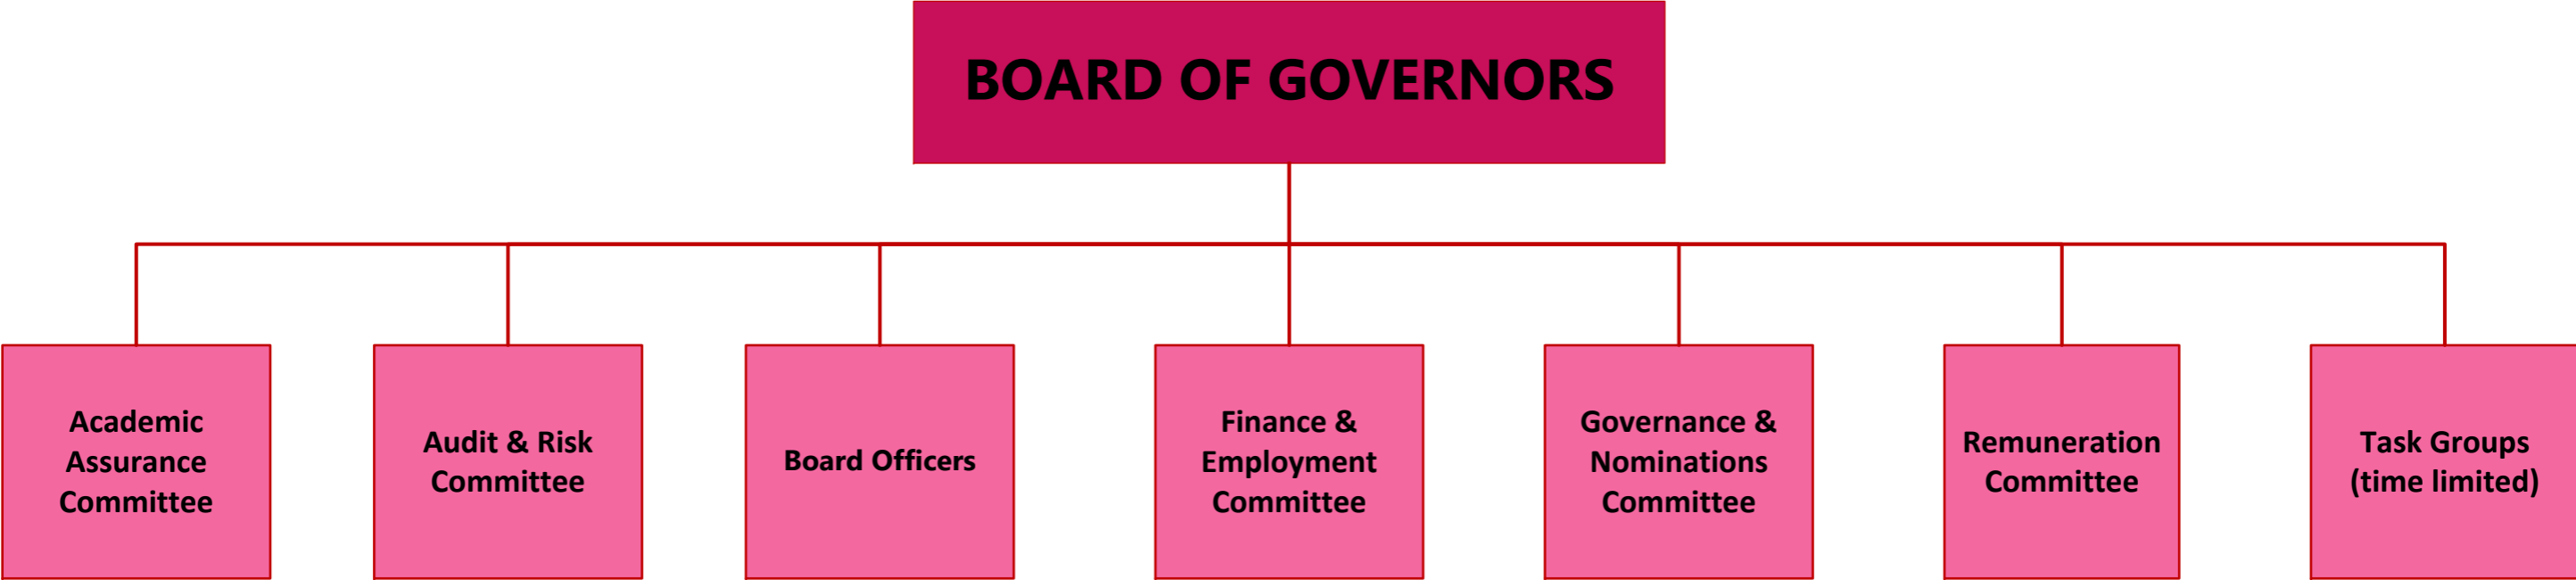 BOARD OF GOVERNORS
Academic
Assurance
Committee
Audit & Risk
Committee
Board Officers
Finance &
Employment
Committee
Governance &
Nominations
Committee
Remuneration
Committee
Task Groups
(time limited)